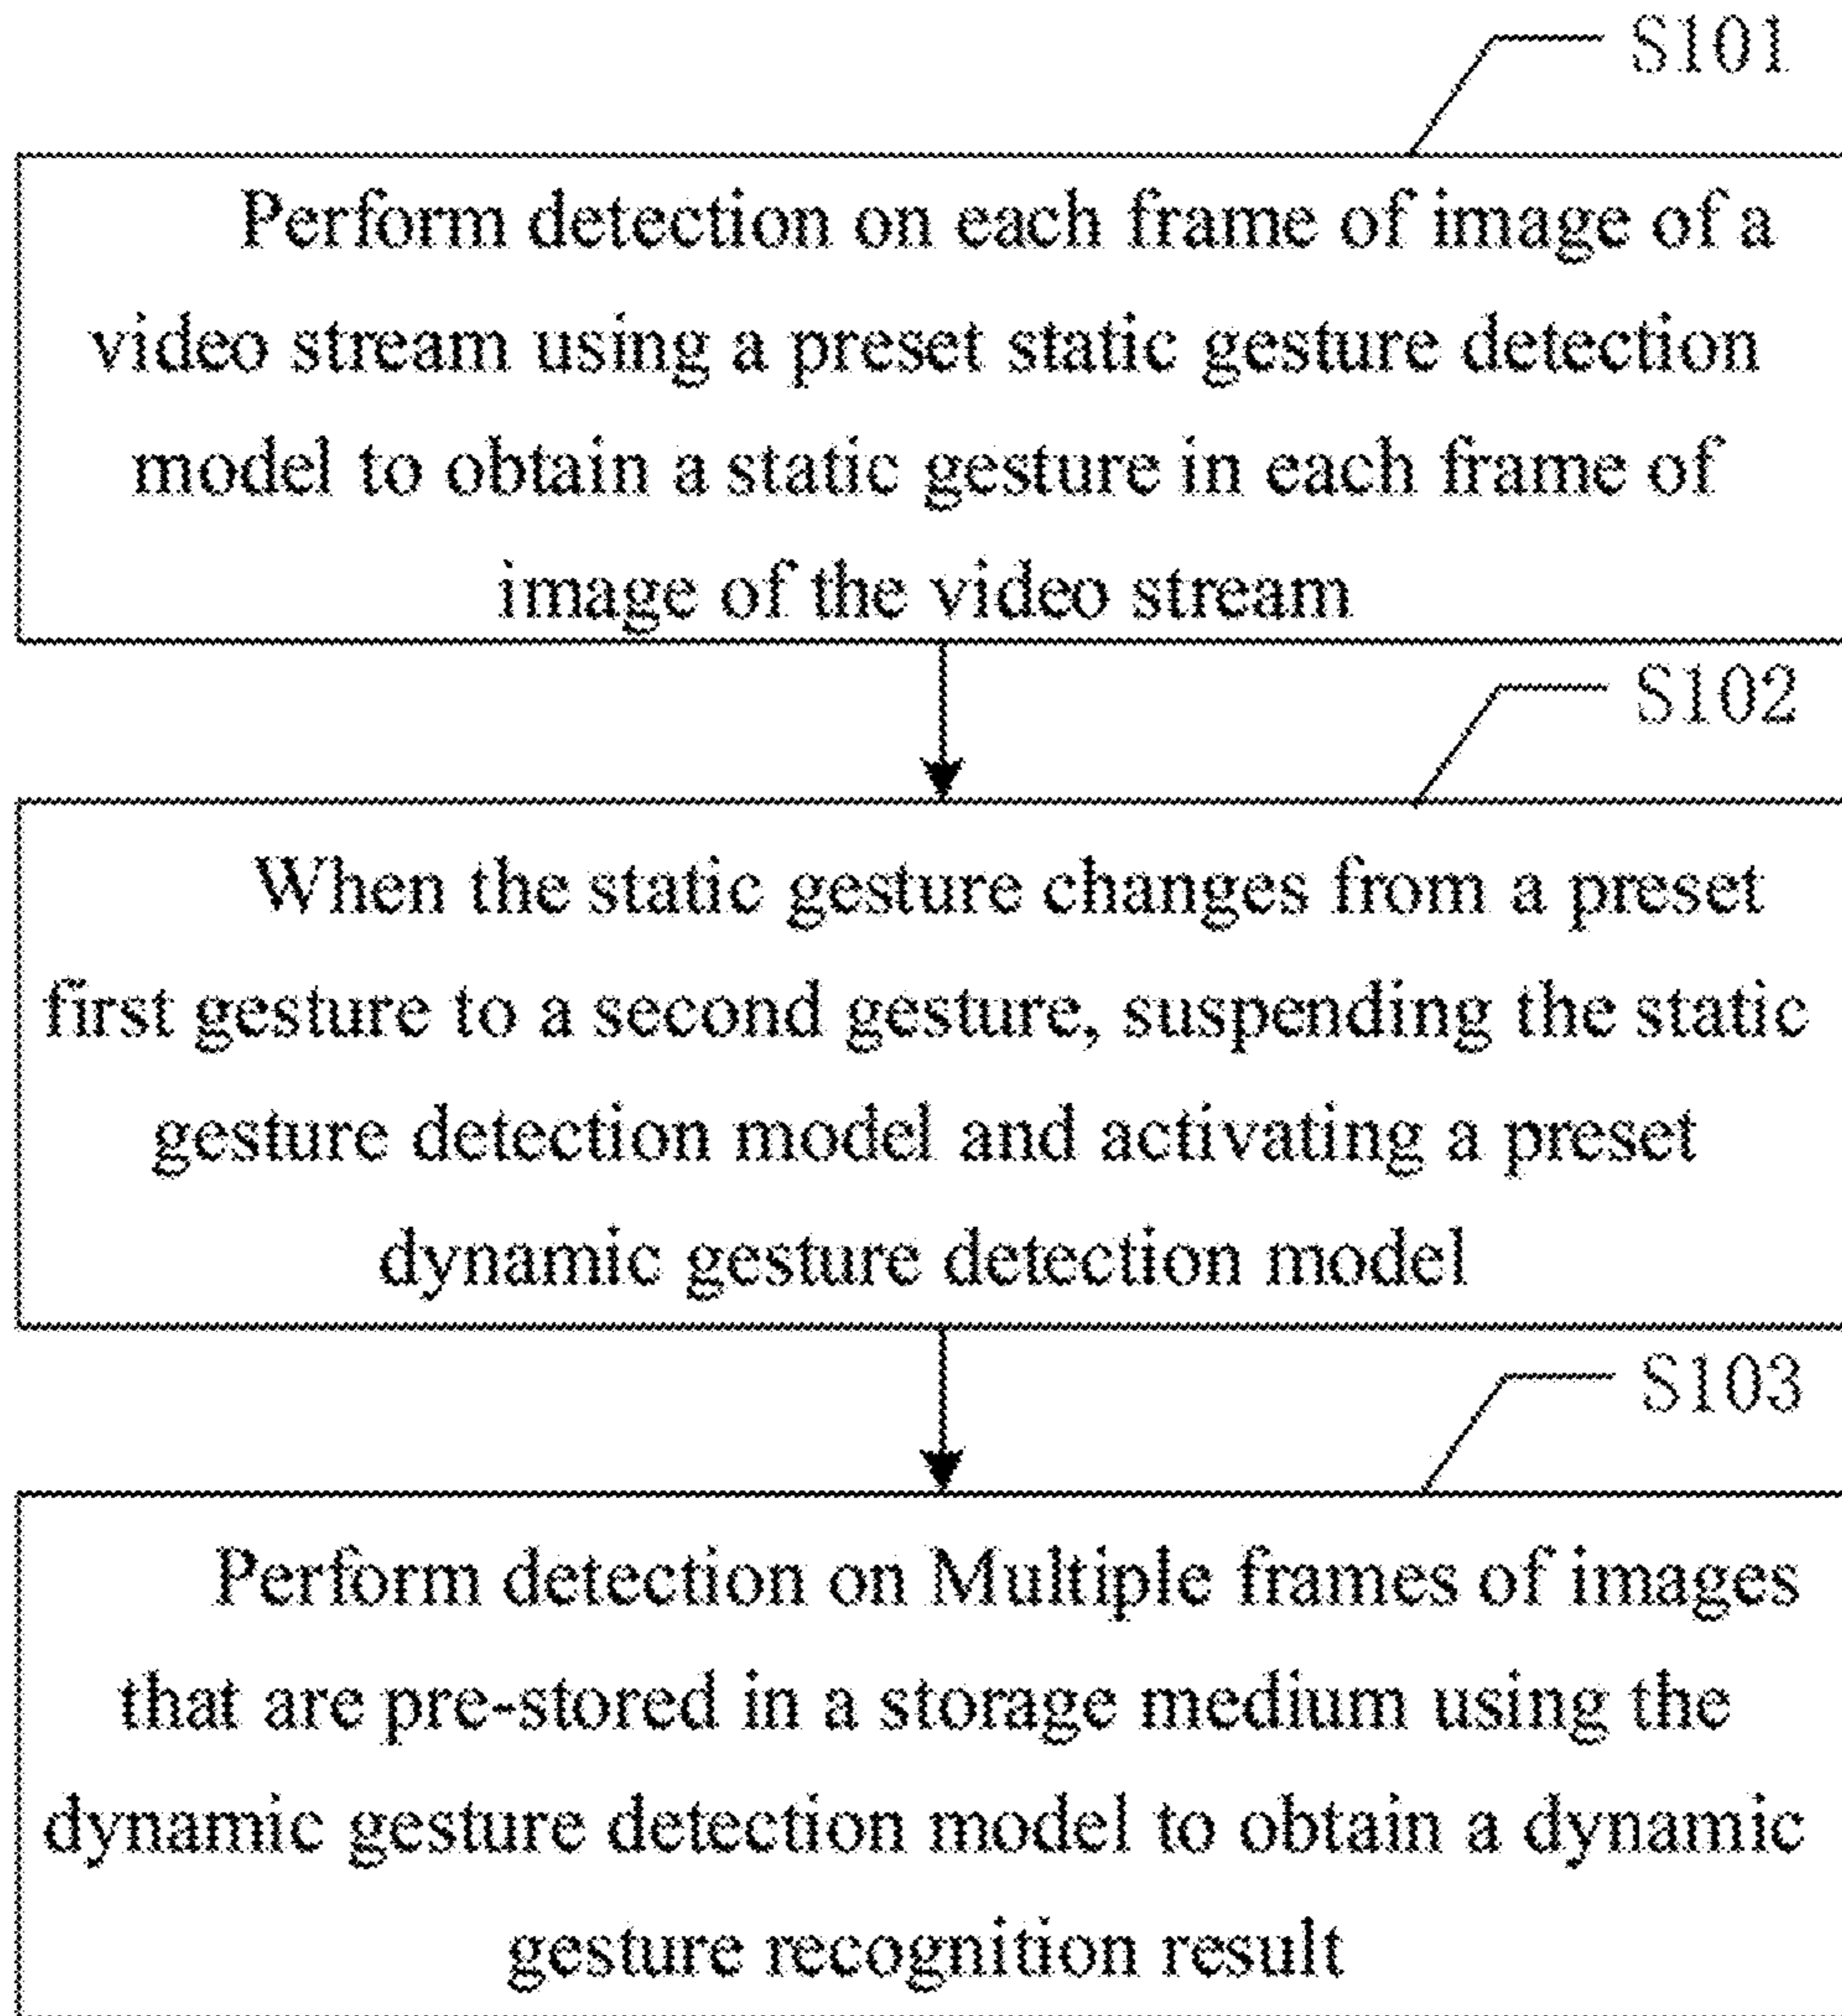 S101
Perform detection on each frame of image of a
video stream using a preset static gesture detection
model to obtain a static gesture in each frame of
image of the video stream
S102
When the static gesture changes from a preset
first gesture to a second gesture, suspending the static
gesture detection model and activating a preset
dynamic gesture detection model
S103
Perform detection on Multiple frames of images
that are pre-stored in a storage medium using the
dynamic gesture detection model to obtain a dynamic
gesture recognition result